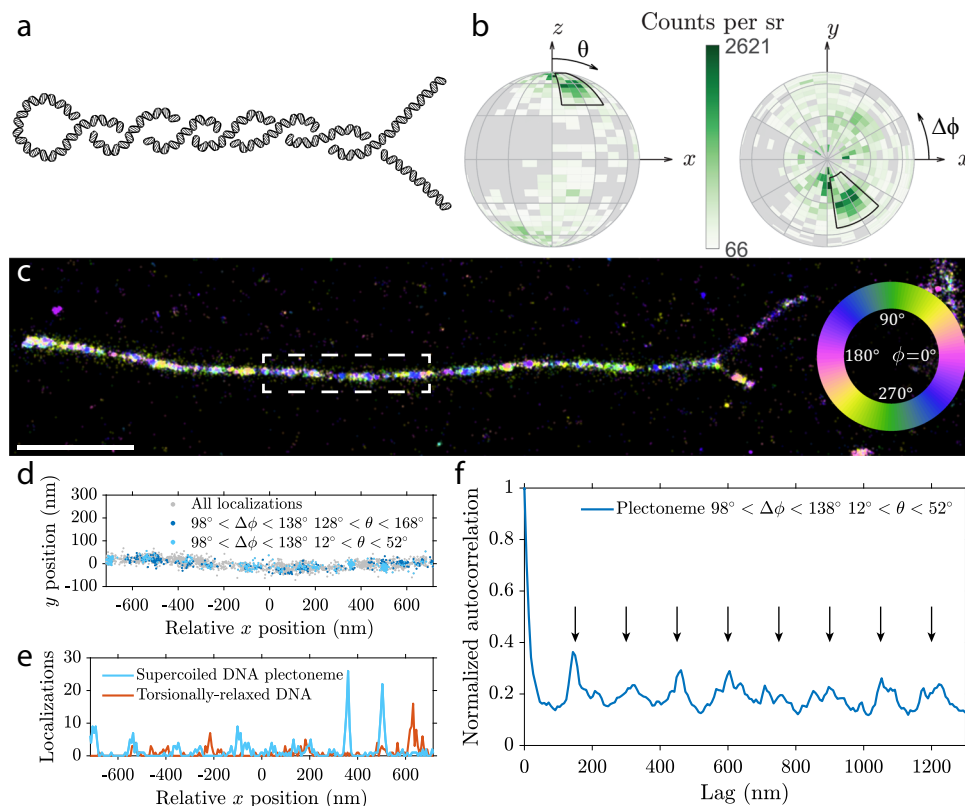 a
b
Counts per sr
2621
66
z
θ
x
y
Δϕ
x
c
90°
180° ϕ=0°
270°
d
300
200
100
0
-100
y position (nm)
All localizations
98° < Δϕ < 138° 128° < θ < 168°
98° < Δϕ < 138° 12° < θ < 52°
-600 -400 -200 0 200 400 600
Relative x position (nm)
e
30
20
10
0
Localizations
Supercoiled DNA plectoneme
Torsionally-relaxed DNA
-600 -400 -200 0 200 400 600
Relative x position (nm)
f
1
0.8
0.6
0.4
0.2
0
Normalized autocorrelation
Plectoneme 98° < Δϕ < 138° 12° < θ < 52°
0 200 400 600 800 1000 1200
Lag (nm)